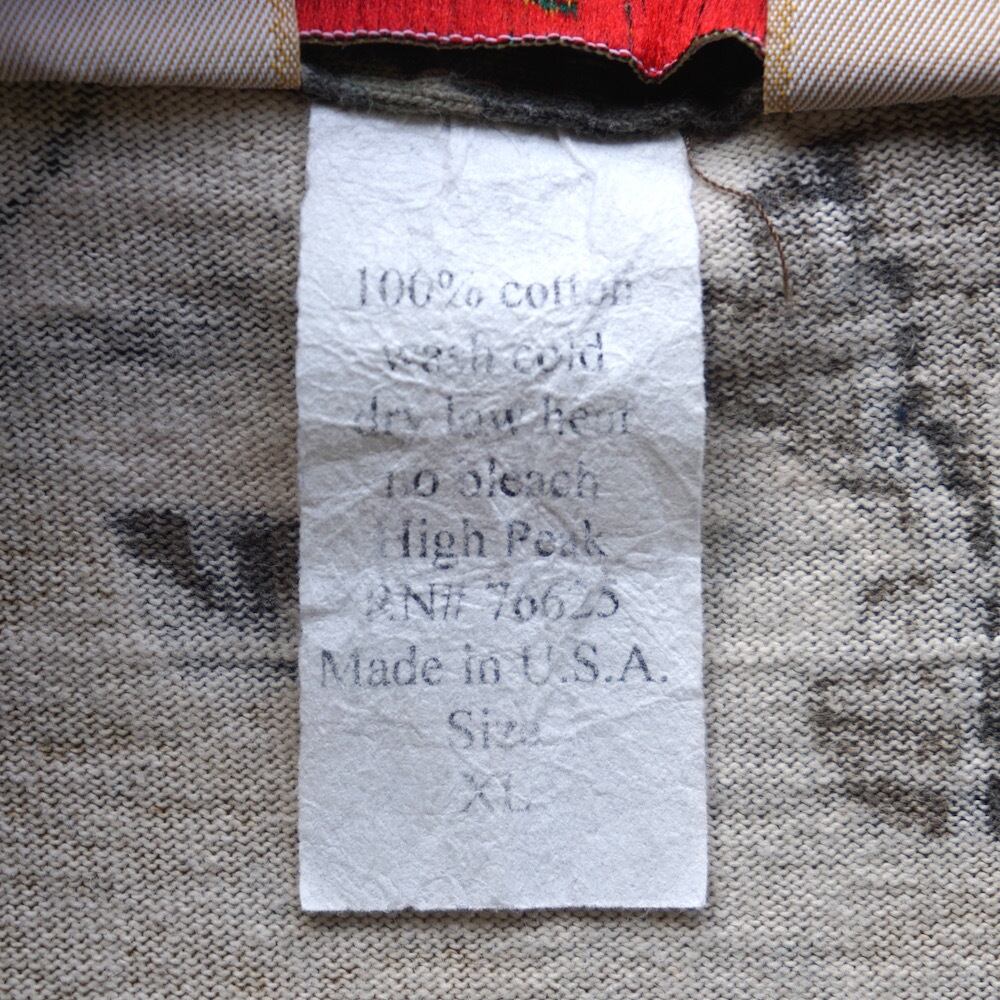 100% cotton
wash cold
dry low heat
no bleach
High Peak
RN# 76625
Made in U.S.A.
Size
XL